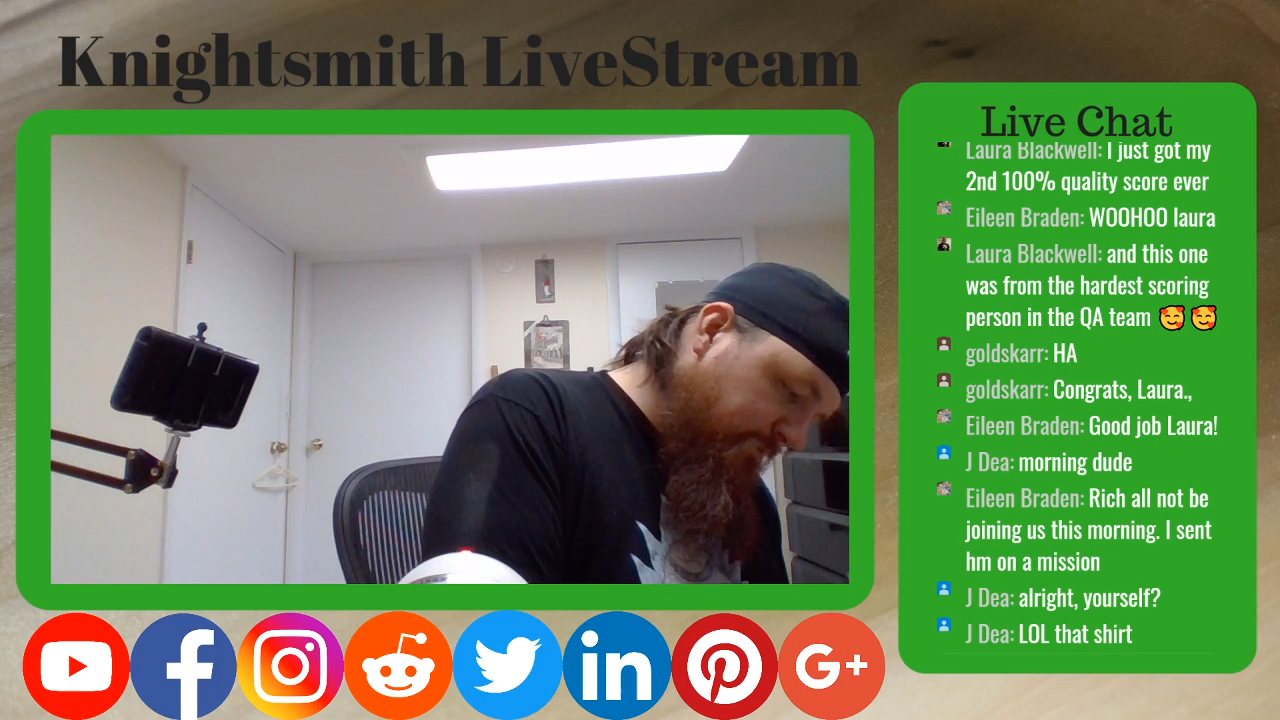 Knightsmith LiveStream
Live Chat
Laura Blackwell: I just got my
2nd 100% quality score ever
Eileen Braden: WOOHOO laura
Laura Blackwell: and this one
was from the hardest scoring
person in the QA team 🥰 🥰
goldskarr: HA
goldskarr: Congrats, Laura.,
Eileen Braden: Good job Laura!
J Dea: morning dude
Eileen Braden: Rich all not be
joining us this morning. I sent
hm on a mission
J Dea: alright, yourself?
J Dea: LOL that shirt
in
G+